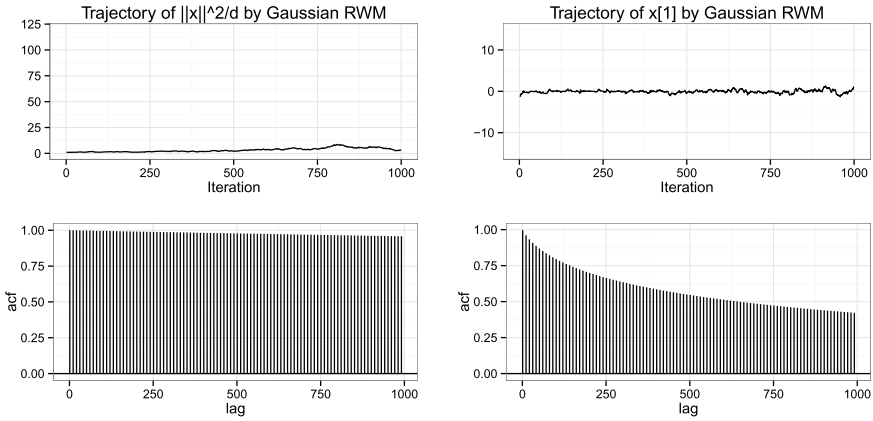 Trajectory of ||x||^2/d by Gaussian RWM
125
100
75
50
25
0
0 250 500 750 1000
Iteration
Trajectory of x[1] by Gaussian RWM
10
0
−10
0 250 500 750 1000
Iteration
1.00
0.75
0.50
0.25
0.00
acf
0 250 500 750 1000
lag
1.00
0.75
0.50
0.25
0.00
acf
0 250 500 750 1000
lag